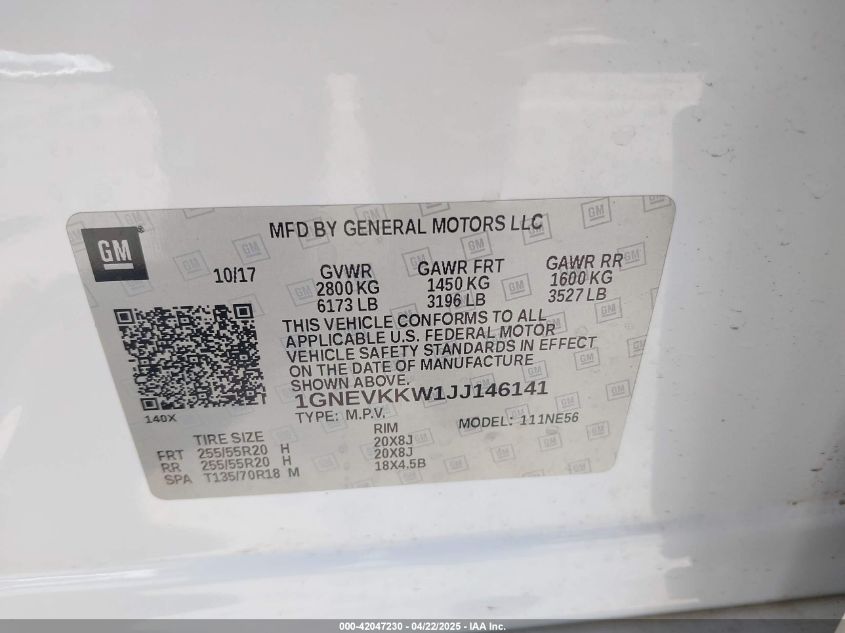 GM ®
MFD BY GENERAL MOTORS LLC
10/17
GVWR
2800 KG
6173 LB
GAWR FRT
1450 KG
3196 LB
GAWR RR
1600 KG
3527 LB
THIS VEHICLE CONFORMS TO ALL
APPLICABLE U.S. FEDERAL MOTOR
VEHICLE SAFETY STANDARDS IN EFFECT
ON THE DATE OF MANUFACTURE
SHOWN ABOVE.
1GNEVKKW1JJ146141
140X
TYPE: M.P.V.
MODEL: 111NE56
TIRE SIZE RIM
FRT 255/55R20 H 20X8J
RR 255/55R20 H 20X8J
SPA T135/70R18 M 18X4.5B
000-42047230 - 04/22/2025 - IAA Inc.